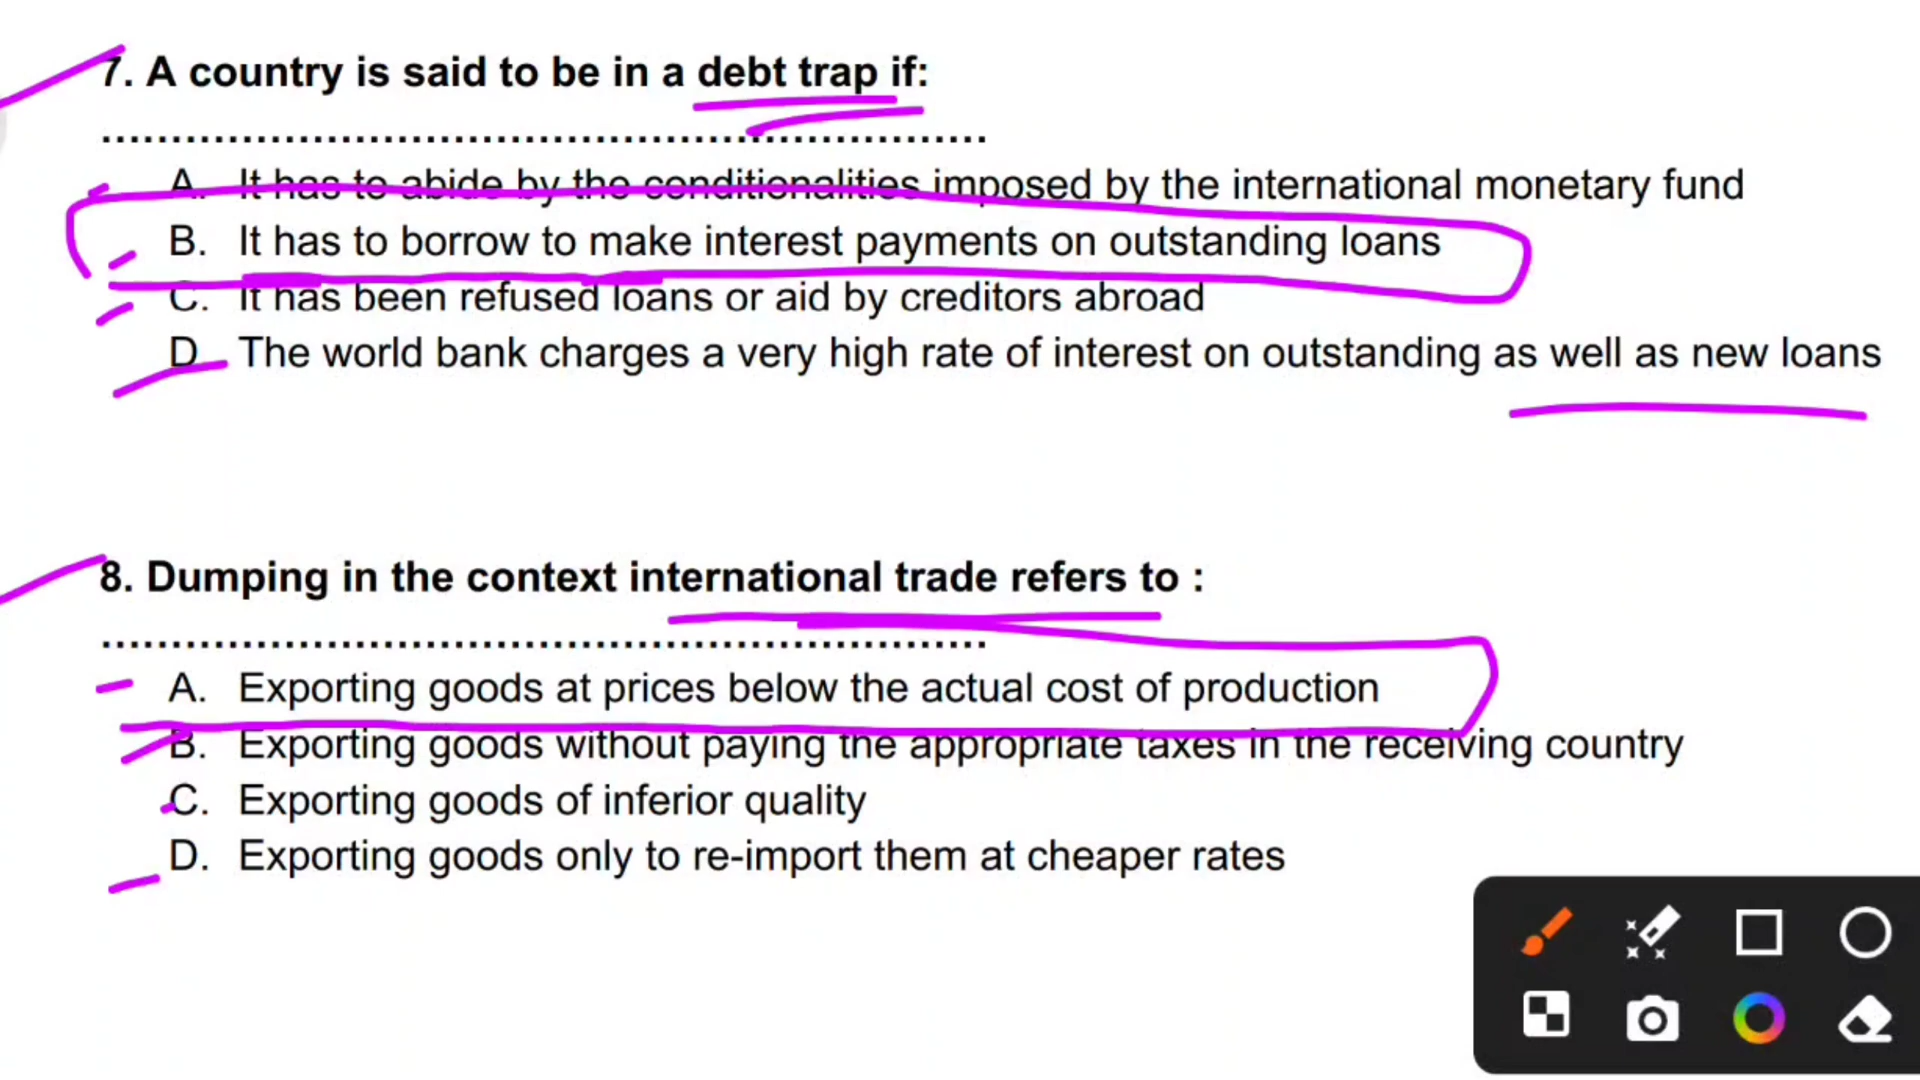 7. A country is said to be in a debt trap if:
...............................................................
A. It has to abide by the conditionalities imposed by the international monetary fund
B. It has to borrow to make interest payments on outstanding loans
C. It has been refused loans or aid by creditors abroad
D. The world bank charges a very high rate of interest on outstanding as well as new loans
8. Dumping in the context international trade refers to :
...............................................................
A. Exporting goods at prices below the actual cost of production
B. Exporting goods without paying the appropriate taxes in the receiving country
C. Exporting goods of inferior quality
D. Exporting goods only to re-import them at cheaper rates